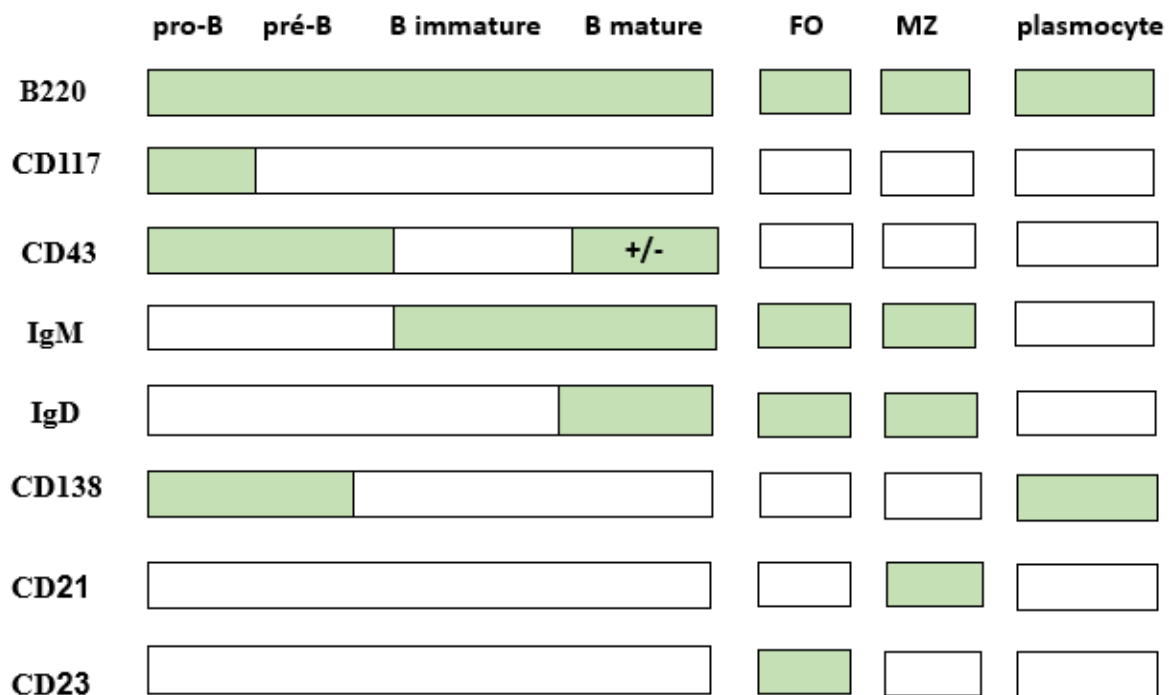 pro-B pré-B B immature B mature FO MZ plasmocyte
B220
CD117
CD43 +/-
IgM
IgD
CD138
CD21
CD23